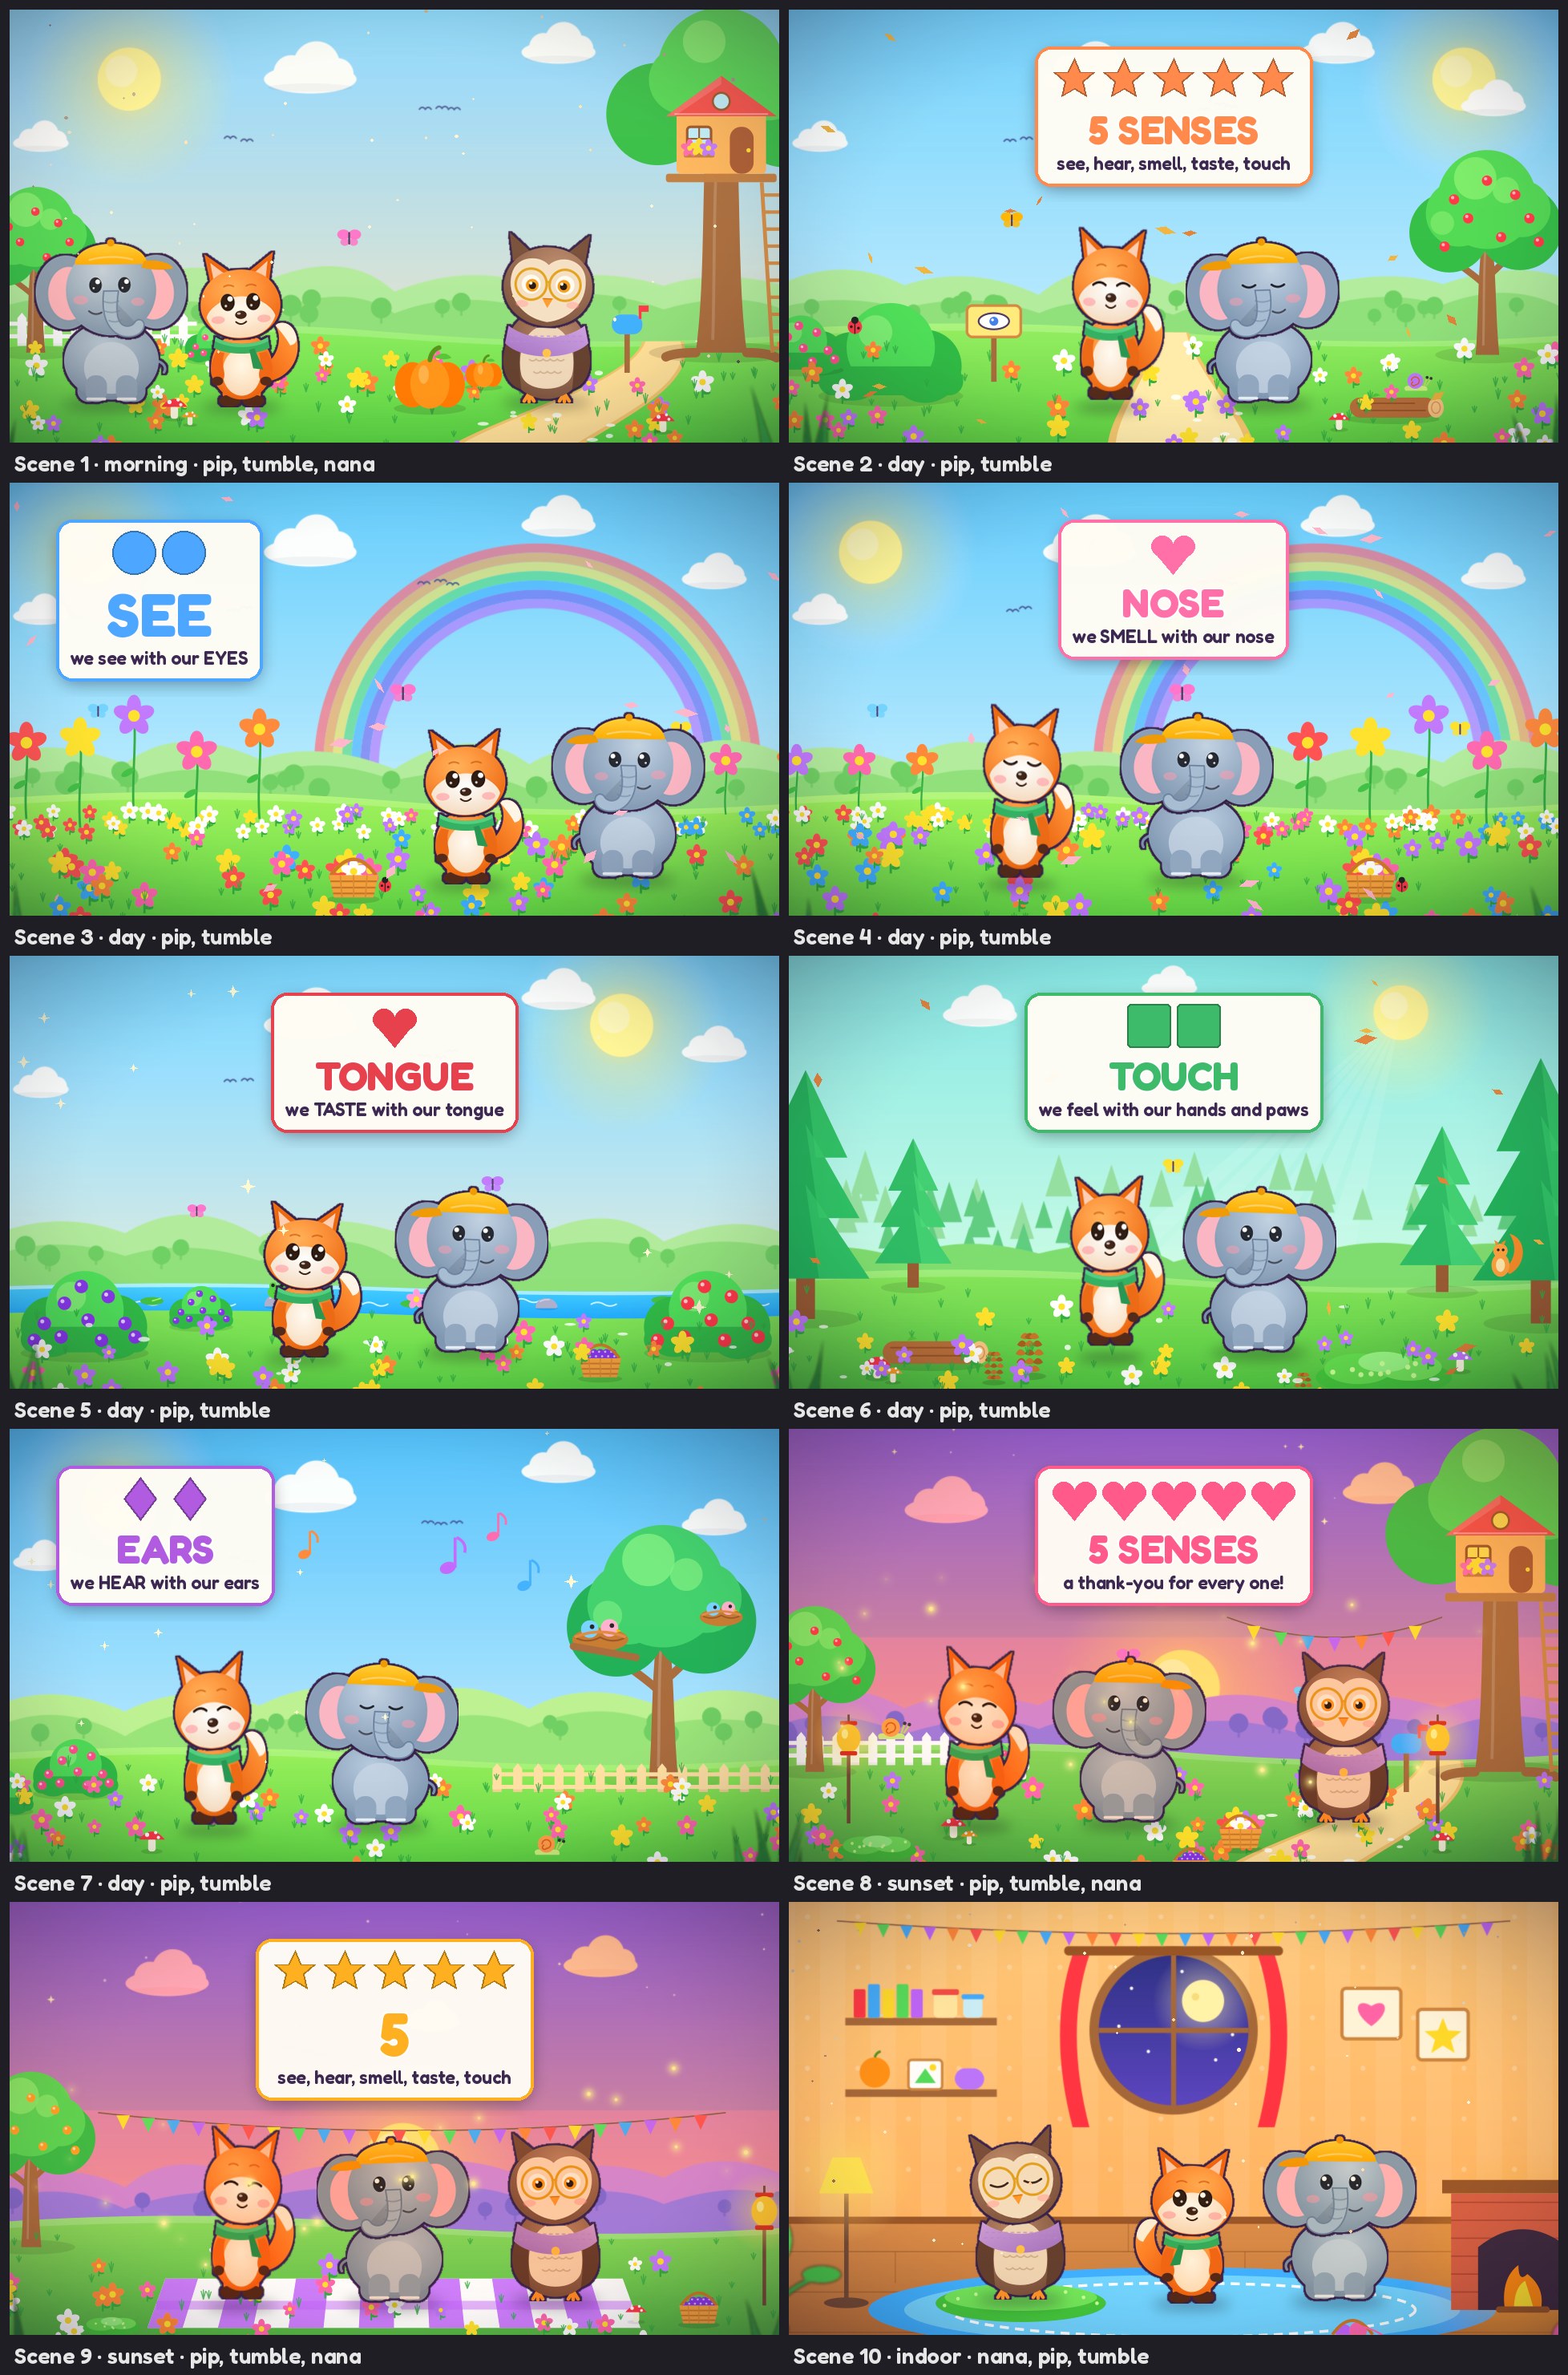 Scene 1 · morning · pip, tumble, nana
5 SENSES
see, hear, smell, taste, touch
Scene 2 · day · pip, tumble
SEE
we see with our EYES
Scene 3 · day · pip, tumble
NOSE
we SMELL with our nose
Scene 4 · day · pip, tumble
TONGUE
we TASTE with our tongue
Scene 5 · day · pip, tumble
TOUCH
we feel with our hands and paws
Scene 6 · day · pip, tumble
EARS
we HEAR with our ears
Scene 7 · day · pip, tumble
5 SENSES
a thank-you for every one!
Scene 8 · sunset · pip, tumble, nana
5
see, hear, smell, taste, touch
Scene 9 · sunset · pip, tumble, nana
Scene 10 · indoor · nana, pip, tumble